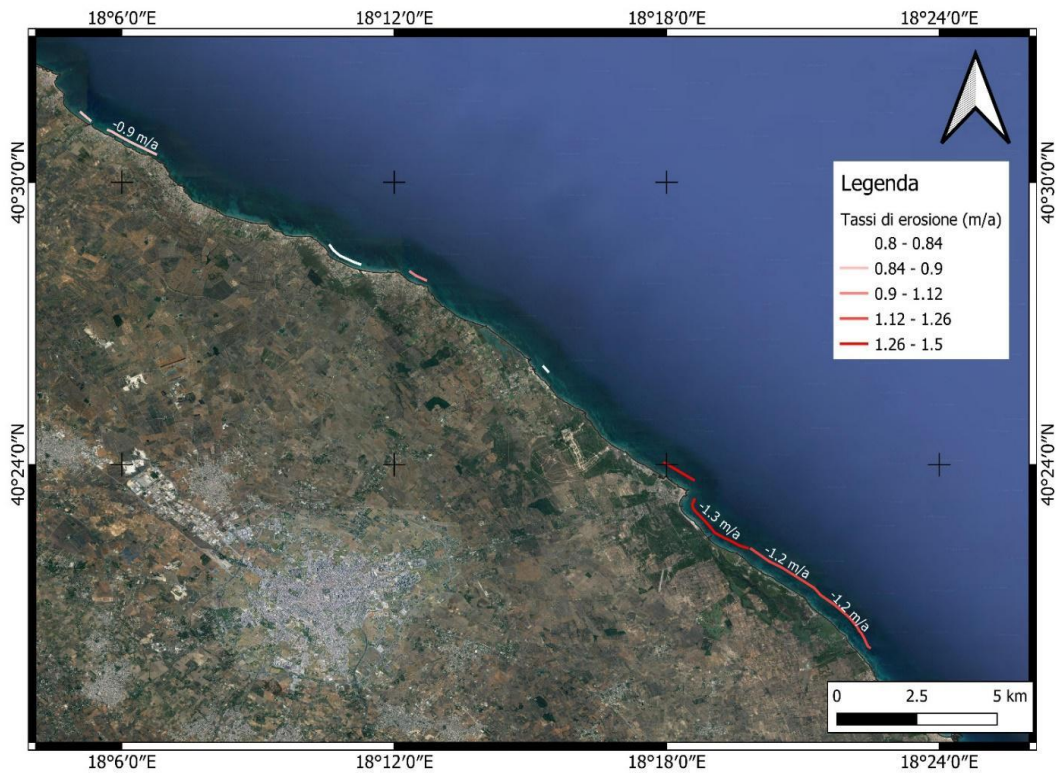 18°6′0″E 18°12′0″E 18°18′0″E 18°24′0″E
-0.9 m/a
40°30′0″N 40°30′0″N
Legenda
Tassi di erosione (m/a)
0.8 - 0.84
0.84 - 0.9
0.9 - 1.12
1.12 - 1.26
1.26 - 1.5
40°24′0″N 40°24′0″N
-1.3 m/a
-1.2 m/a
-1.2 m/a
0 2.5 5 km
18°6′0″E 18°12′0″E 18°18′0″E 18°24′0″E